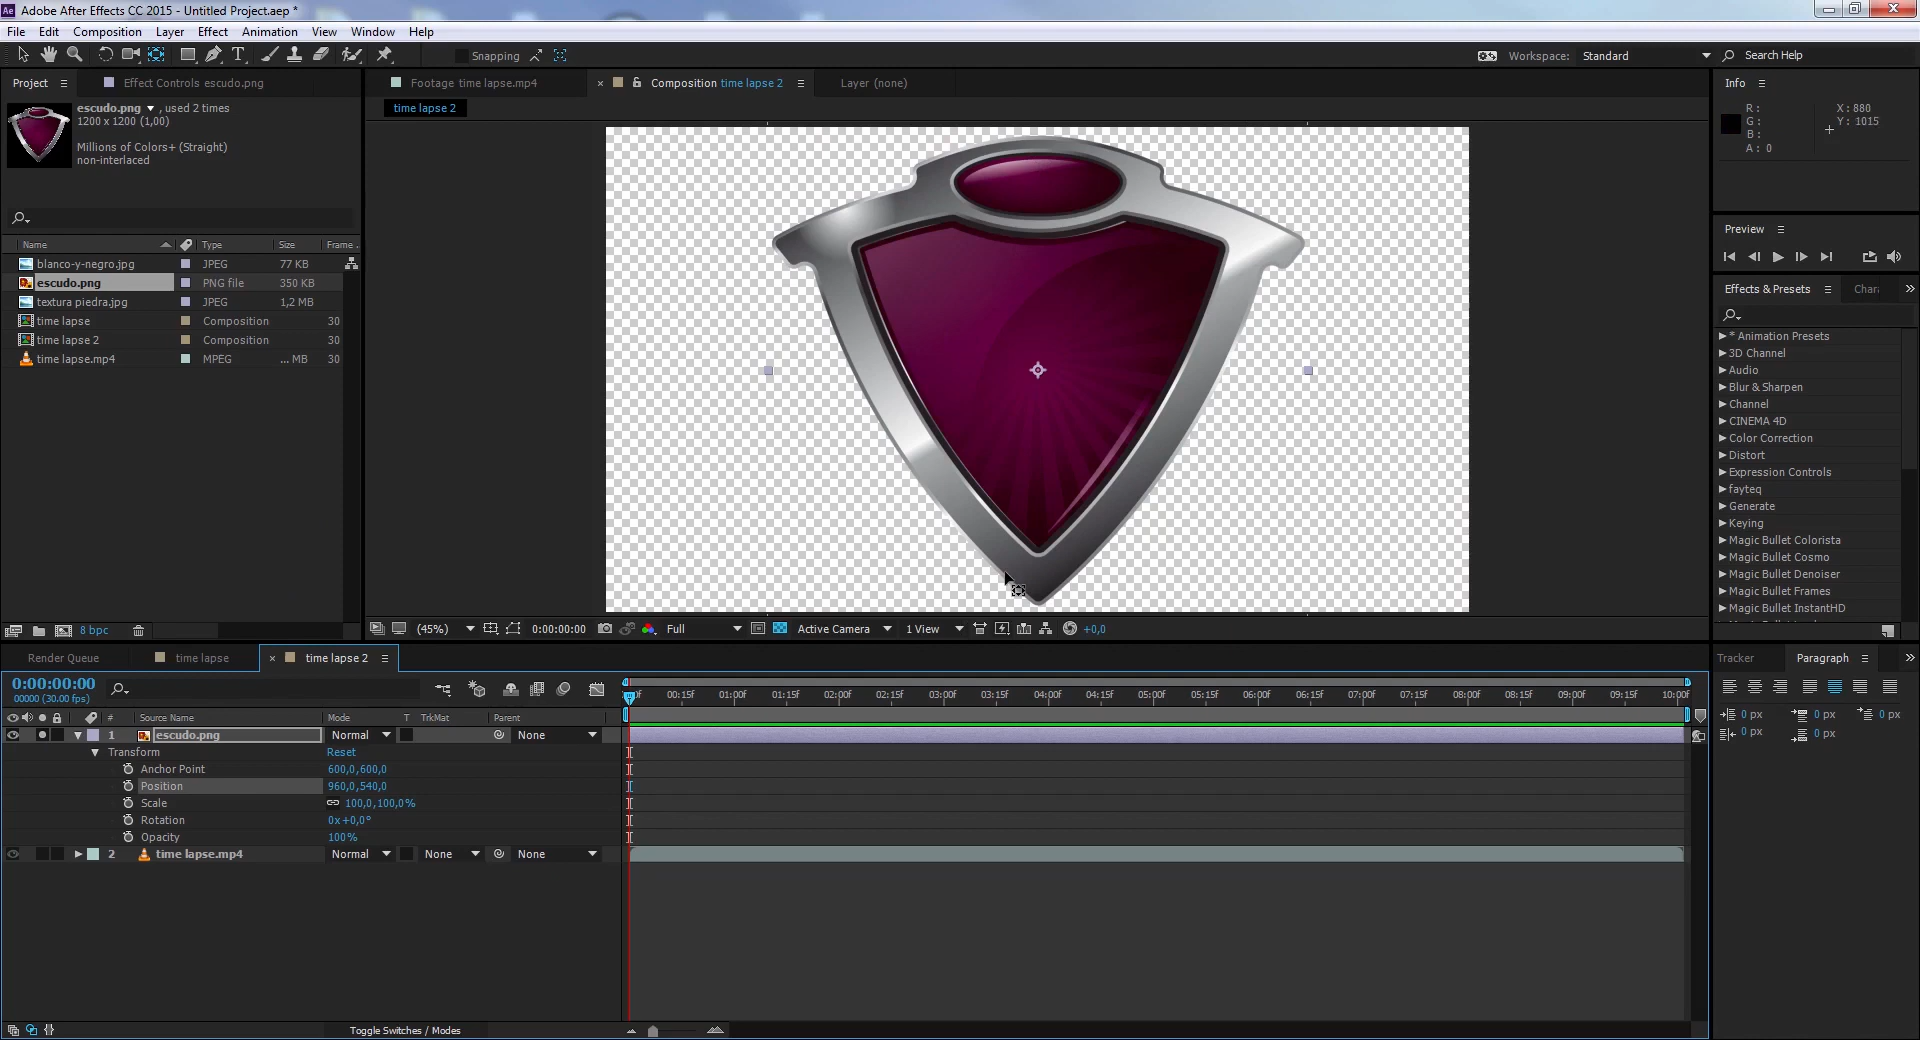 Adobe After Effects CC 2015 - Untitled Project.aep *
File Edit Composition Layer Effect Animation View Window Help
Snapping
Workspace: Standard
Search Help
Project
Effect Controls escudo.png
escudo.png , used 2 times
1200 x 1200 (1,00)
Millions of Colors+ (Straight)
non-interlaced
Name Type Size Frame ..
blanco-y-negro.jpg JPEG 77 KB
escudo.png PNG file 350 KB
textura piedra.jpg JPEG 1,2 MB
time lapse Composition 30
time lapse 2 Composition 30
time lapse.mp4 MPEG ... MB 30
8 bpc
Footage time lapse.mp4
Composition time lapse 2
Layer (none)
time lapse 2
(45%) 0:00:00:00 Full Active Camera 1 View +0,0
Info
R :
G :
B :
A : 0
X : 880
Y : 1015
Preview
Effects & Presets
* Animation Presets
3D Channel
Audio
Blur & Sharpen
Channel
CINEMA 4D
Color Correction
Distort
Expression Controls
fayteq
Generate
Keying
Magic Bullet Colorista
Magic Bullet Cosmo
Magic Bullet Denoiser
Magic Bullet Frames
Magic Bullet InstantHD
Render Queue
time lapse
time lapse 2
0:00:00:00
00000 (30.00 fps)
00:15f 01:00f 01:15f 02:00f 02:15f 03:00f 03:15f 04:00f 04:15f 05:00f 05:15f 06:00f 06:15f 07:00f 07:15f 08:00f 08:15f 09:00f 09:15f 10:00f
# Source Name Mode T TrkMat Parent
1 escudo.png Normal None
Transform Reset
Anchor Point 600,0,600,0
Position 960,0,540,0
Scale 100,0,100,0%
Rotation 0x+0,0°
Opacity 100%
2 time lapse.mp4 Normal None None
Toggle Switches / Modes
Tracker
Paragraph
0 px 0 px 0 px
0 px 0 px